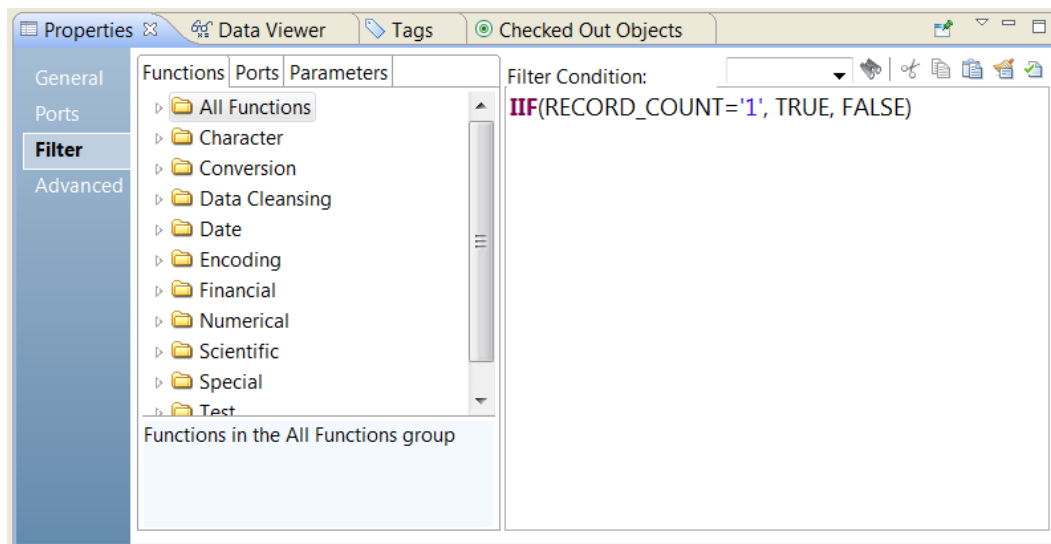 Properties Data Viewer Tags Checked Out Objects
General
Ports
Filter
Advanced
Functions Ports Parameters
All Functions
Character
Conversion
Data Cleansing
Date
Encoding
Financial
Numerical
Scientific
Special
Test
Functions in the All Functions group
Filter Condition:
IIF(RECORD_COUNT='1', TRUE, FALSE)